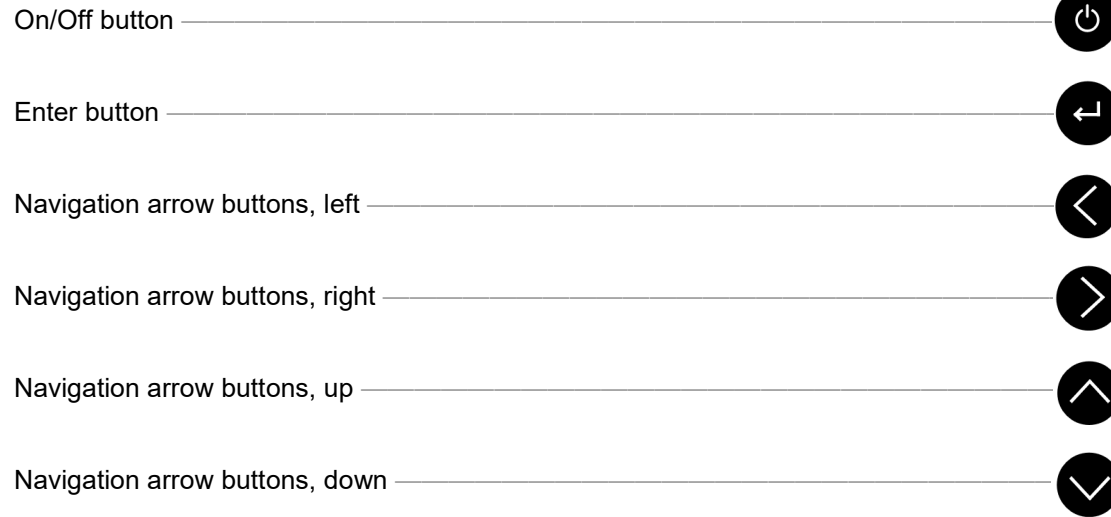 On/Off button
Enter button
Navigation arrow buttons, left
Navigation arrow buttons, right
Navigation arrow buttons, up
Navigation arrow buttons, down